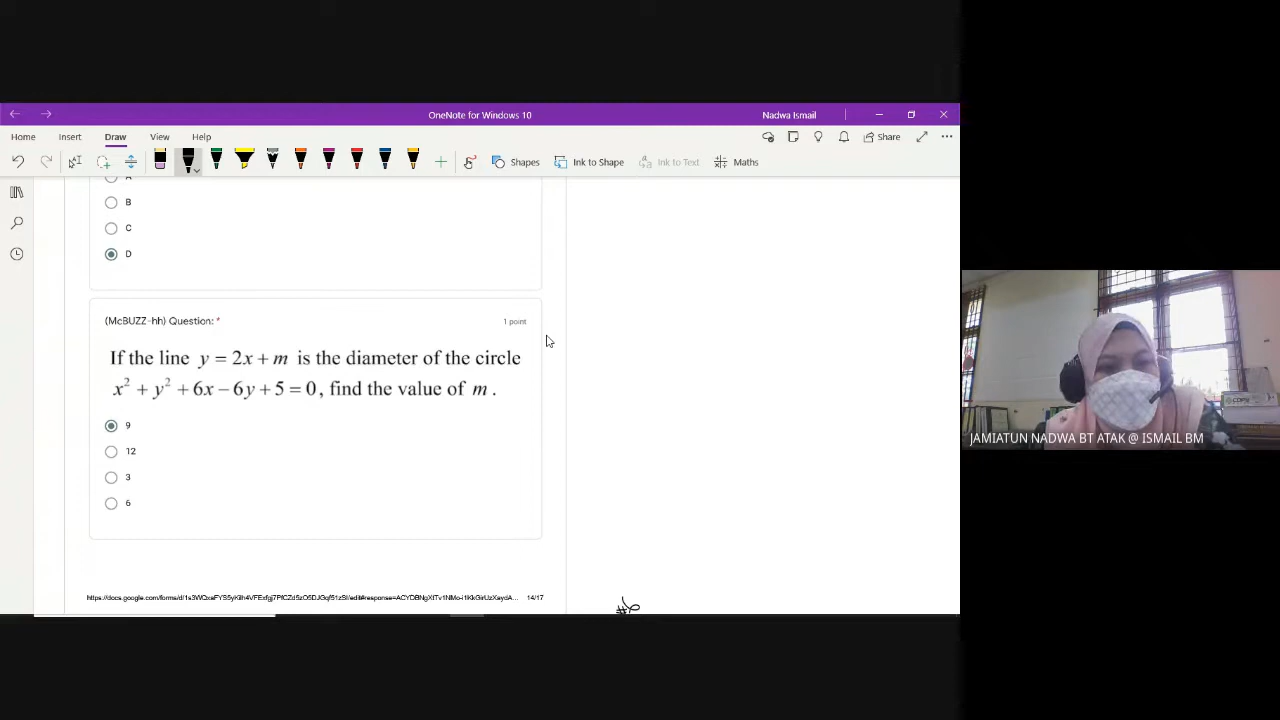 OneNote for Windows 10
Nadwa Ismail
Home Insert Draw View Help
Share
Shapes Ink to Shape Ink to Text Maths
B
C
D
(McBUZZ-hh) Question: *
1 point
If the line y = 2x + m is the diameter of the circle
x² + y² + 6x − 6y + 5 = 0, find the value of m .
9
12
3
6
14/17
JAMIATUN NADWA BT ATAK @ ISMAIL BM